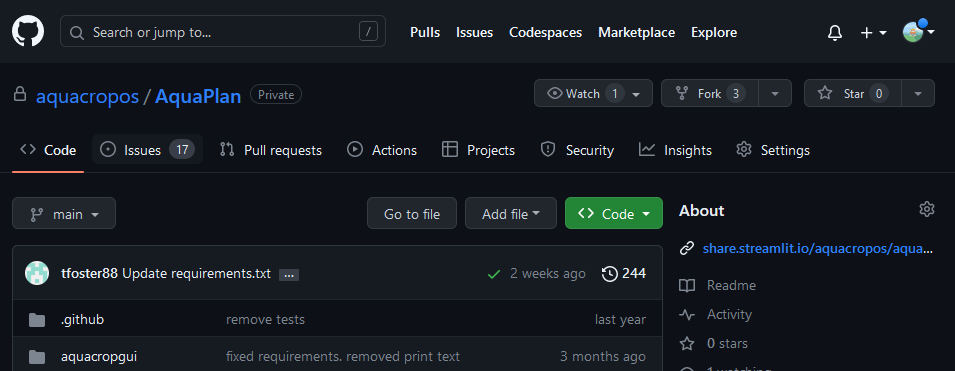 Search or jump to... /
Pulls Issues Codespaces Marketplace Explore
aquacropos / AquaPlan Private
Watch 1 Fork 3 Star 0
Code Issues 17 Pull requests Actions Projects Security Insights Settings
main Go to file Add file Code
About
tfoster88 Update requirements.txt ... 2 weeks ago 244
share.streamlit.io/aquacropos/aqua...
Readme
.github remove tests last year
Activity
0 stars
aquacropgui fixed requirements. removed print text 3 months ago
1 watching